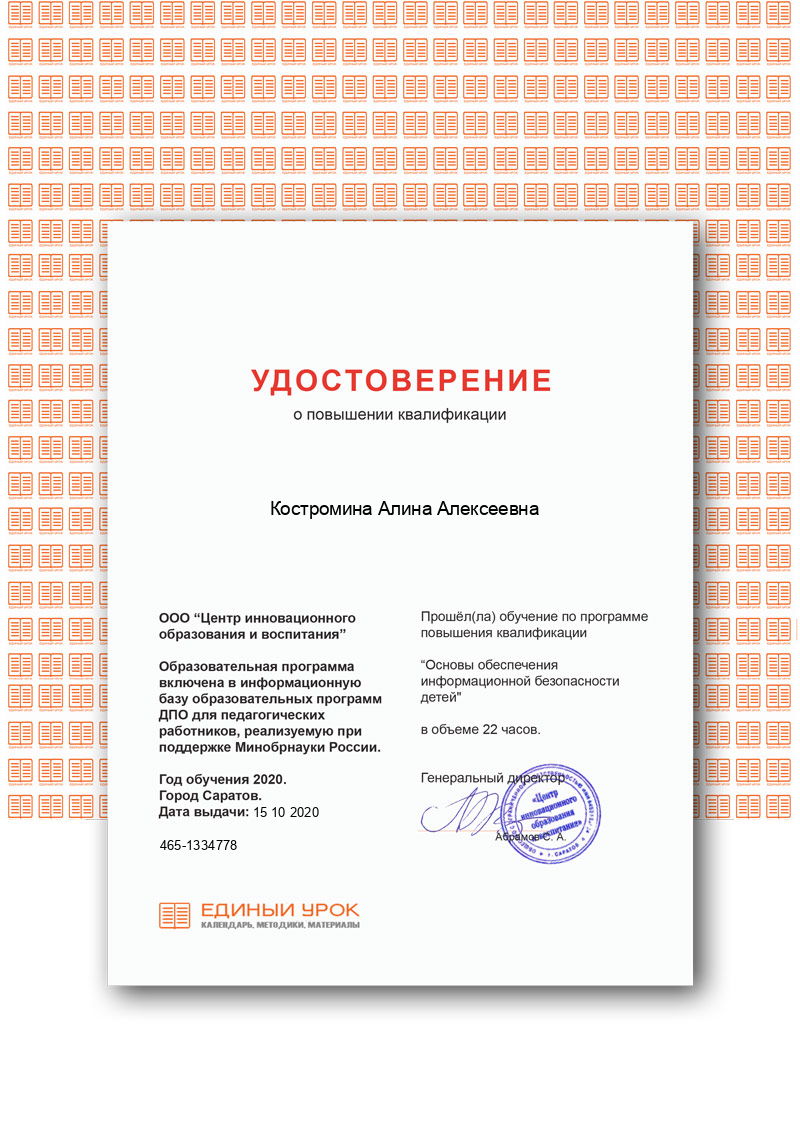 УДОСТОВЕРЕНИЕ
о повышении квалификации
Костромина Алина Алексеевна
ООО “Центр инновационного
образования и воспитания”
Образовательная программа
включена в информационную
базу образовательных программ
ДПО для педагогических
работников, реализуемую при
поддержке Минобрнауки России.
Год обучения 2020.
Город Саратов.
Дата выдачи: 15 10 2020
465-1334778
Прошёл(ла) обучение по программе
повышения квалификации
“Основы обеспечения
информационной безопасности
детей"
в объеме 22 часов.
Генеральный директор
Абрамов С. А.
«Центр
инновационного
образования
и воспитания»
г. САРАТОВ
ЕДИНЫЙ УРОК
КАЛЕНДАРЬ, МЕТОДИКИ, МАТЕРИАЛЫ